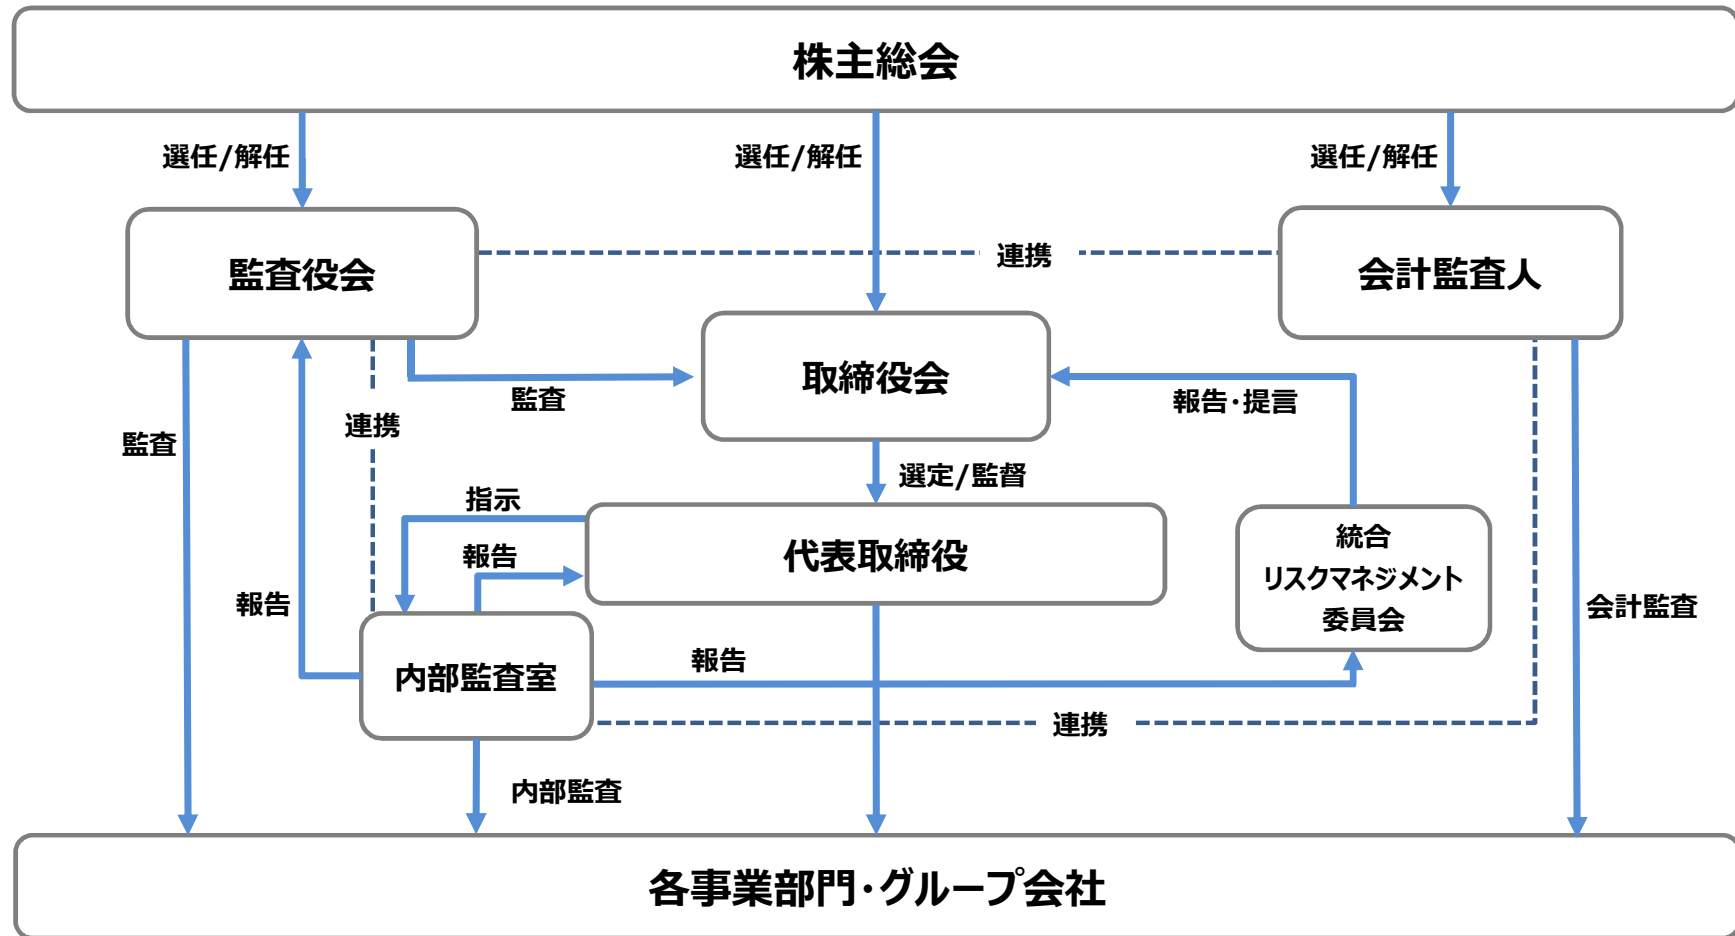 株主総会
選任/解任
選任/解任
選任/解任
監査役会
連携
会計監査人
取締役会
監査
報告・提言
連携
監査
選定/監督
指示
代表取締役
報告
統合
リスクマネジメント
委員会
報告
会計監査
内部監査室
報告
連携
内部監査
各事業部門・グループ会社